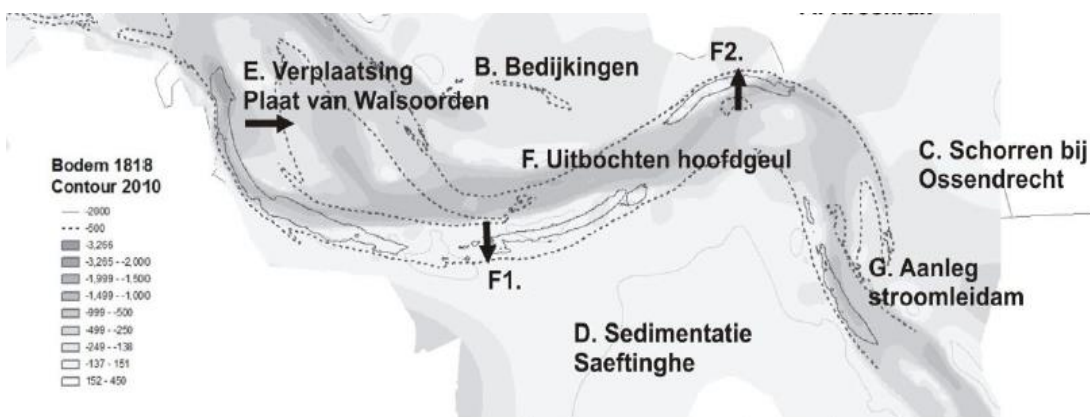 F2.
E. Verplaatsing
Plaat van Walsoorden
B. Bedijkingen
F. Uitbochten hoofdgeul
C. Schorren bij
Ossendrecht
Bodem 1818
Contour 2010
-2000
-500
-3,266
-3,265 - -2,000
-1,999 - -1,500
-1,499 - -1,000
-999 - -500
-499 - -250
-249 - -138
-137 - 151
152 - 450
F1.
G. Aanleg
stroomleidam
D. Sedimentatie
Saeftinghe